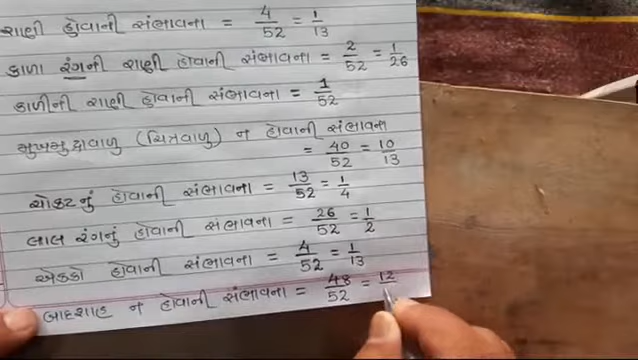 રાણી હોવાની સંભાવના = 4/52 = 1/13
કાળા રંગની રાણી હોવાની સંભાવના = 2/52 = 1/26
કાળીની રાણી હોવાની સંભાવના = 1/52
મુખમુદ્રાવાળુ (ચિત્રવાળુ) ન હોવાની સંભાવના
= 40/52 = 10/13
ચોકટનું હોવાની સંભાવના = 13/52 = 1/4
લાલ રંગનું હોવાની સંભાવના = 26/52 = 1/2
એક્કો હોવાની સંભાવના = 4/52 = 1/13
બાદશાહ ન હોવાની સંભાવના = 48/52 = 12